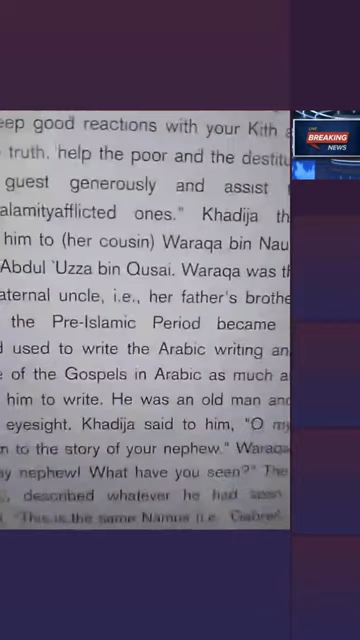 eep good reactions with your Kith
truth, help the poor and the destitu
guest generously and assist
alamityafflicted ones." Khadija th
him to (her cousin) Waraqa bin Nau
Abdul 'Uzza bin Qusai. Waraqa was th
aternal uncle, i.e., her father's brothe
the Pre-Islamic Period became
used to write the Arabic writing an
of the Gospels in Arabic as much a
him to write. He was an old man and
eyesight. Khadija said to him, "O my
n to the story of your nephew." Waraqa
ny nephew! What have you seen?" The
described whatever he had seen
"This is the same Namus (i.e. Gabriel
LIVE
BREAKING
NEWS